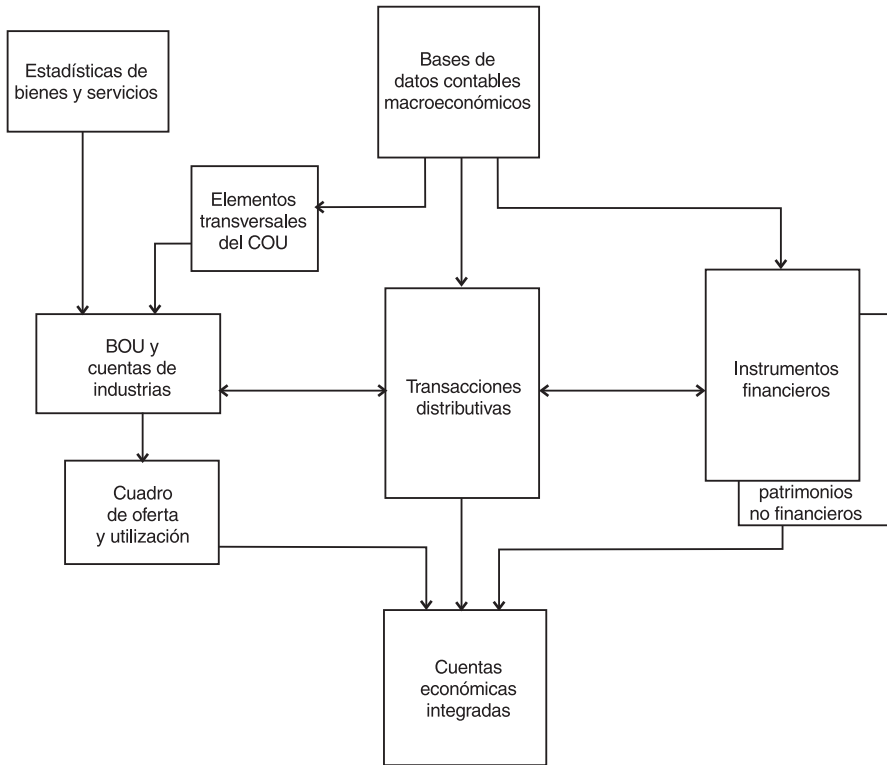 Estadísticas de
bienes y servicios
Bases de
datos contables
macroeconómicos
Elementos
transversales
del COU
BOU y
cuentas de
industrias
Transacciones
distributivas
Instrumentos
financieros
patrimonios
no financieros
Cuadro
de oferta
y utilización
Cuentas
económicas
integradas